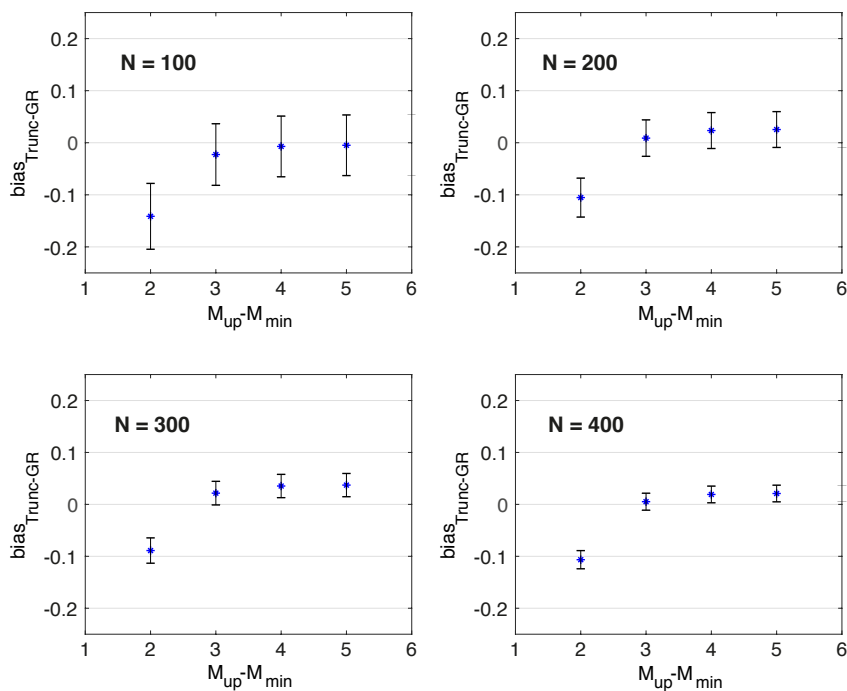 N = 100
0.2
0.1
0
-0.1
-0.2
bias_Trunc-GR
1 2 3 4 5 6
M_up-M_min
N = 200
0.2
0.1
0
-0.1
-0.2
bias_Trunc-GR
1 2 3 4 5 6
M_up-M_min
N = 300
0.2
0.1
0
-0.1
-0.2
bias_Trunc-GR
1 2 3 4 5 6
M_up-M_min
N = 400
0.2
0.1
0
-0.1
-0.2
bias_Trunc-GR
1 2 3 4 5 6
M_up-M_min